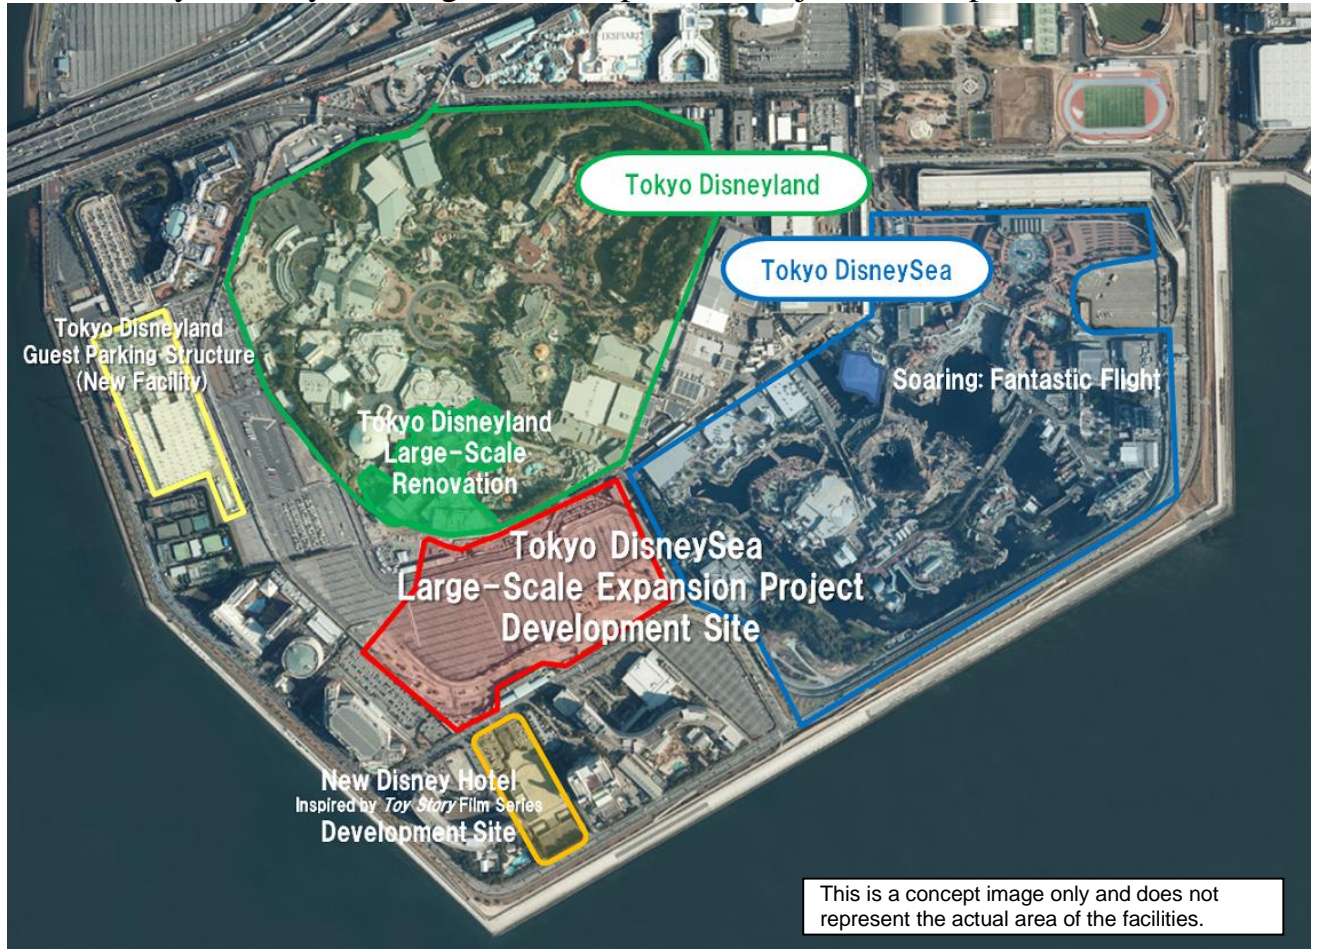 IKSPIARI
Tokyo Disneyland
Tokyo DisneySea
Tokyo Disneyland
Guest Parking Structure
(New Facility)
Soaring: Fantastic Flight
Tokyo Disneyland
Large-Scale
Renovation
Tokyo DisneySea
Large-Scale Expansion Project
Development Site
New Disney Hotel
Inspired by Toy Story Film Series
Development Site
This is a concept image only and does not
represent the actual area of the facilities.